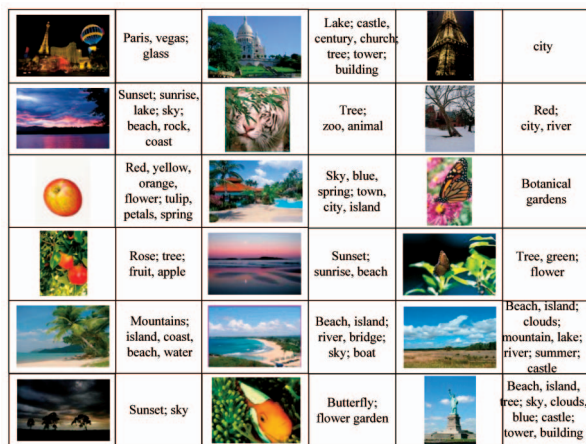 Paris, vegas;
glass
Lake; castle,
century, church;
tree; tower;
building
city
Sunset; sunrise,
lake; sky;
beach, rock,
coast
Tree;
zoo, animal
Red;
city, river
Red, yellow,
orange,
flower; tulip,
petals, spring
Sky, blue,
spring; town,
city, island
Botanical
gardens
Rose; tree;
fruit, apple
Sunset;
sunrise, beach
Tree, green;
flower
Mountains;
island, coast,
beach, water
Beach, island;
river, bridge;
sky; boat
Beach, island;
clouds;
mountain, lake;
river; summer;
castle
Sunset; sky
Butterfly;
flower garden
Beach, island,
tree; sky, clouds,
blue; castle;
tower, building